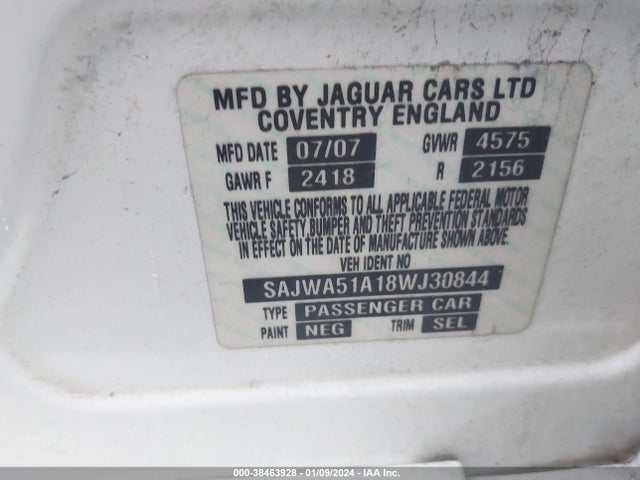 MFD BY JAGUAR CARS LTD
COVENTRY ENGLAND
MFD DATE 07/07 GVWR 4575
GAWR F 2418 R 2156
THIS VEHICLE CONFORMS TO ALL APPLICABLE FEDERAL MOTOR
VEHICLE SAFETY, BUMPER AND THEFT PREVENTION STANDARDS
IN EFFECT ON THE DATE OF MANUFACTURE SHOWN ABOVE.
VEH IDENT NO
SAJWA51A18WJ30844
TYPE PASSENGER CAR
PAINT NEG TRIM SEL
000-38463928 - 01/09/2024 - IAA Inc.